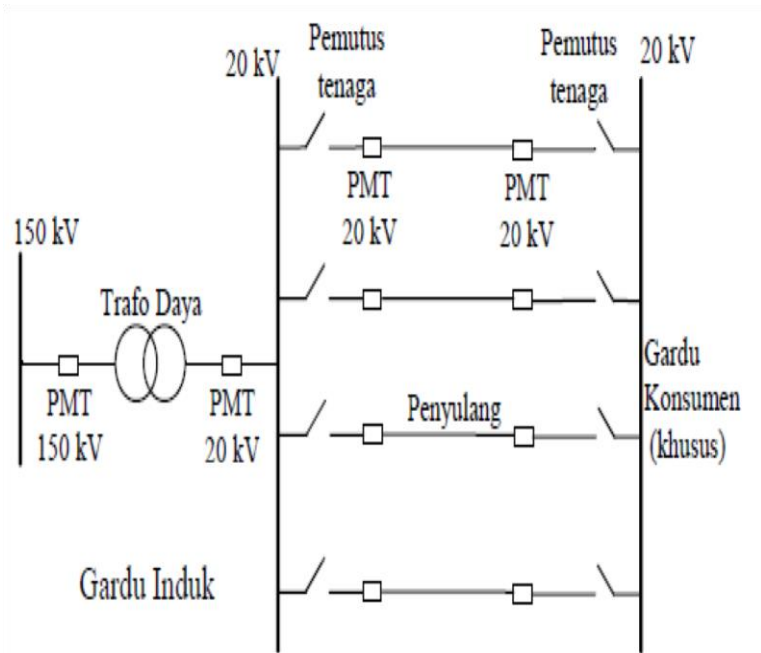 20 kV
Pemutus
tenaga
Pemutus
tenaga
20 kV
PMT
20 kV
PMT
20 kV
150 kV
Trafo Daya
PMT
150 kV
PMT
20 kV
Penyulang
Gardu
Konsumen
(khusus)
Gardu Induk